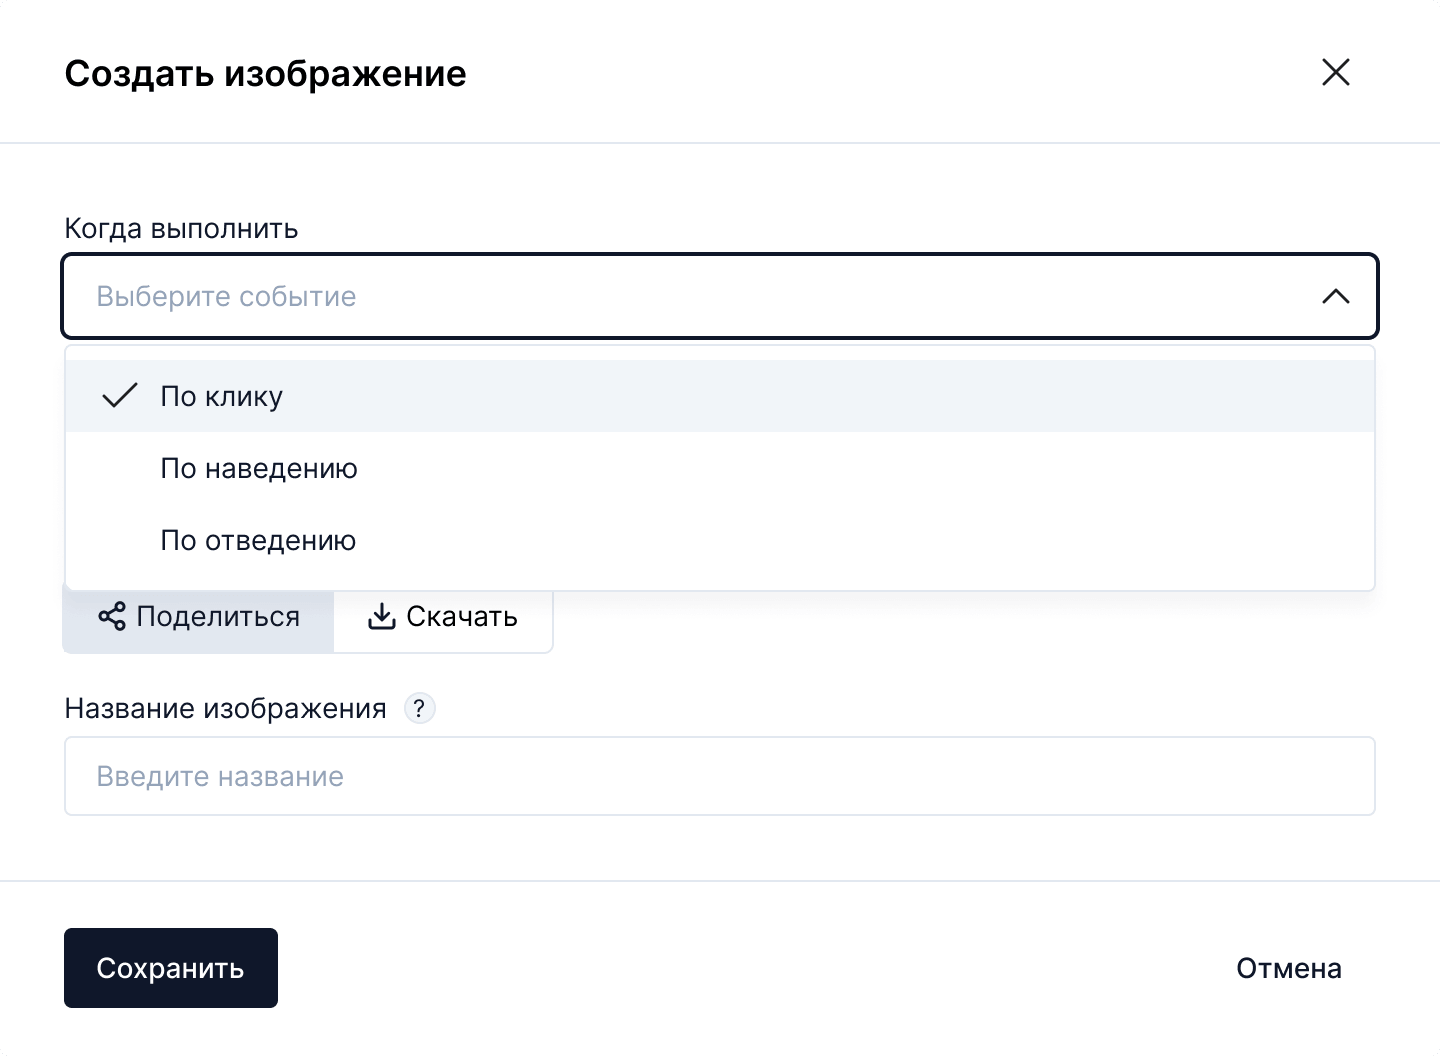 Создать изображение
Когда выполнить
Выберите событие
По клику
По наведению
По отведению
Поделиться Скачать
Название изображения ?
Введите название
Сохранить Отмена